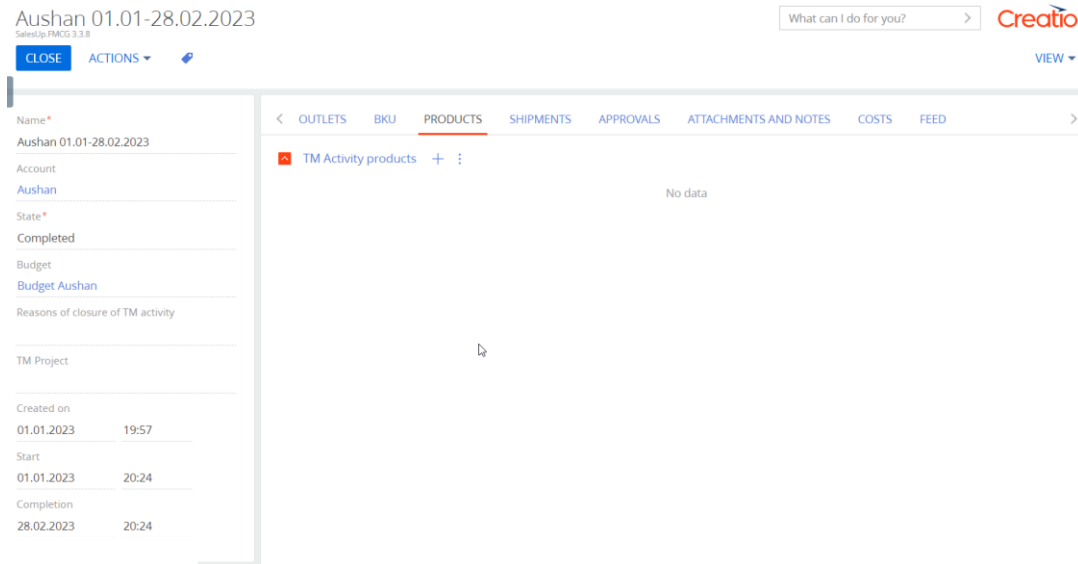 Aushan 01.01-28.02.2023
SalesUp.FMCG 3.3.8
What can I do for you?
Creatio
CLOSE ACTIONS
VIEW
Name*
Aushan 01.01-28.02.2023
Account
Aushan
State*
Completed
Budget
Budget Aushan
Reasons of closure of TM activity
TM Project
Created on
01.01.2023 19:57
Start
01.01.2023 20:24
Completion
28.02.2023 20:24
OUTLETS BKU PRODUCTS SHIPMENTS APPROVALS ATTACHMENTS AND NOTES COSTS FEED
TM Activity products
No data